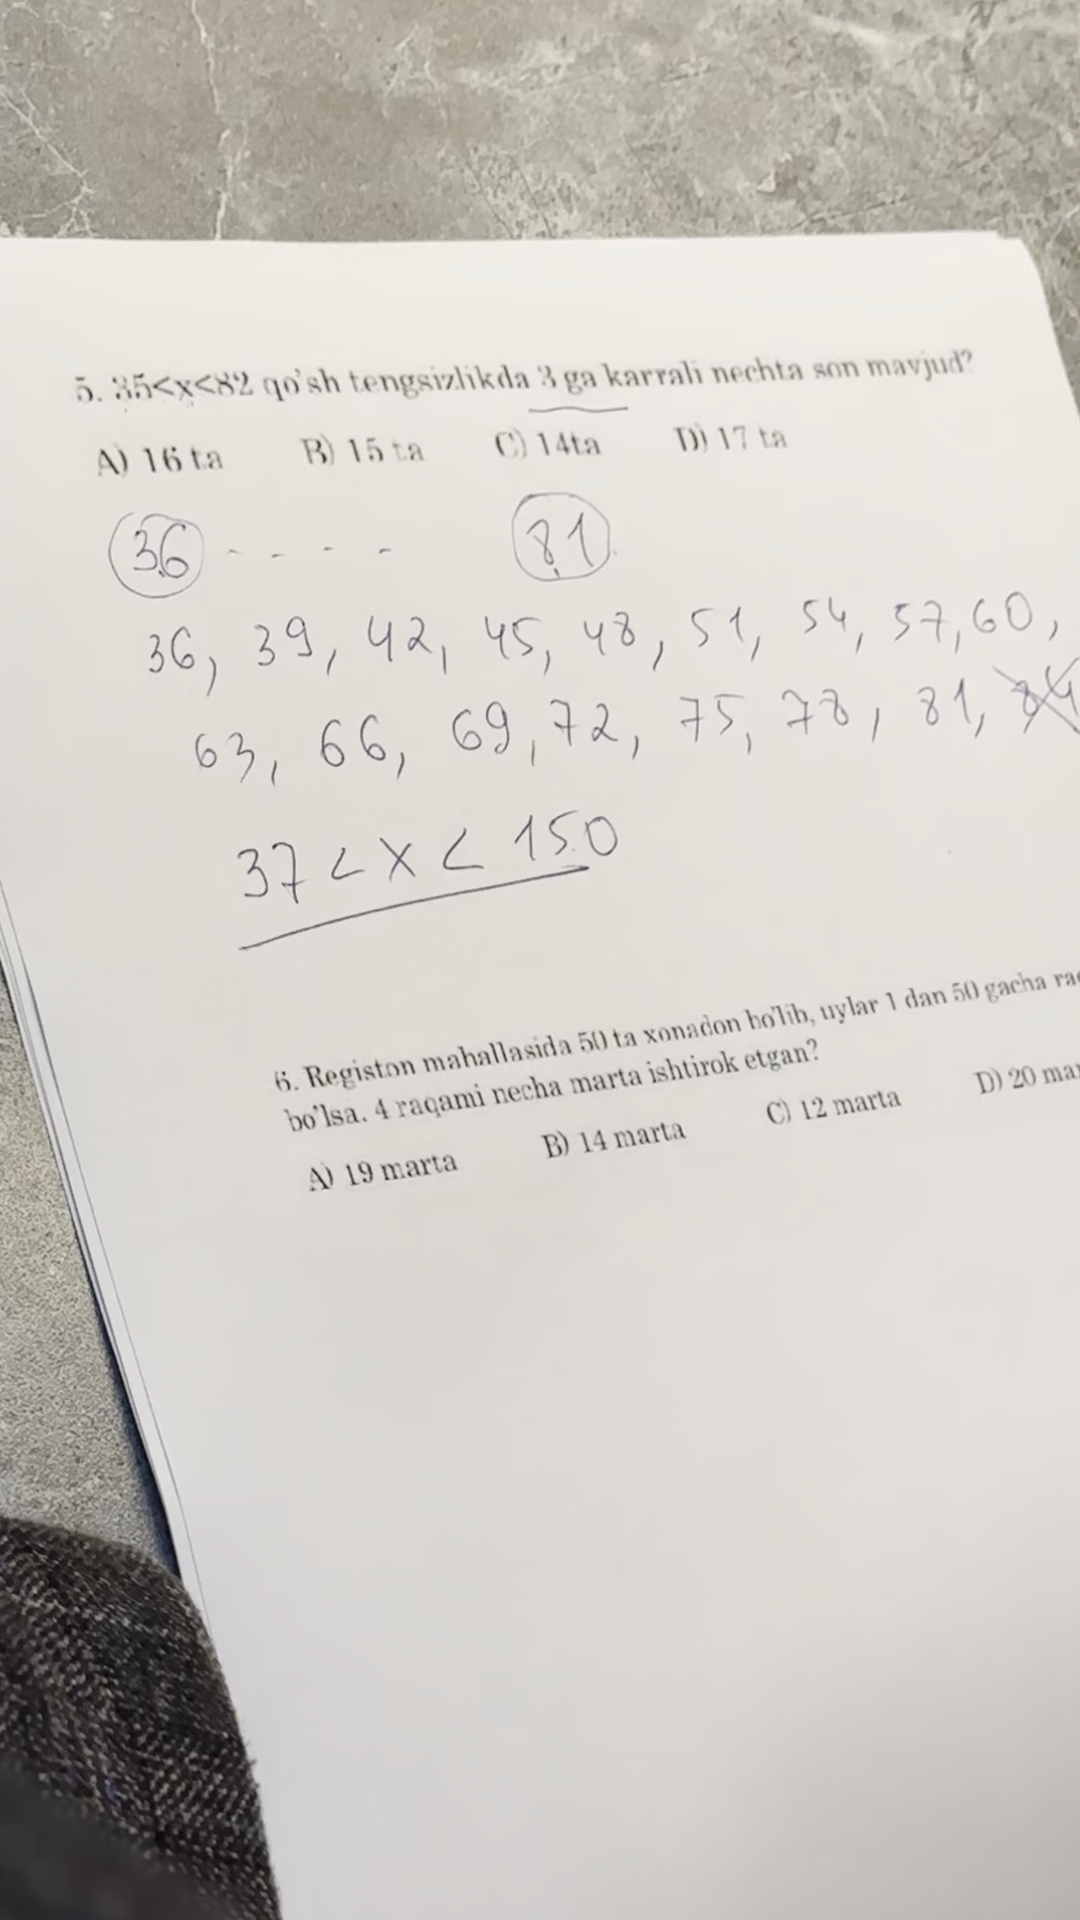 5. 35<x<82 qo'sh tengsizlikda 3 ga karrali nechta son mavjud?
A) 16 ta B) 15 ta C) 14ta D) 17 ta
36 - - - - 81
36, 39, 42, 45, 48, 51, 54, 57, 60,
63, 66, 69, 72, 75, 78, 81, 84
37 < x < 150
6. Registon mahallasida 50 ta xonadon bo'lib, uylar 1 dan 50 gacha
bo'lsa. 4 raqami necha marta ishtirok etgan?
A) 19 marta B) 14 marta C) 12 marta D) 20